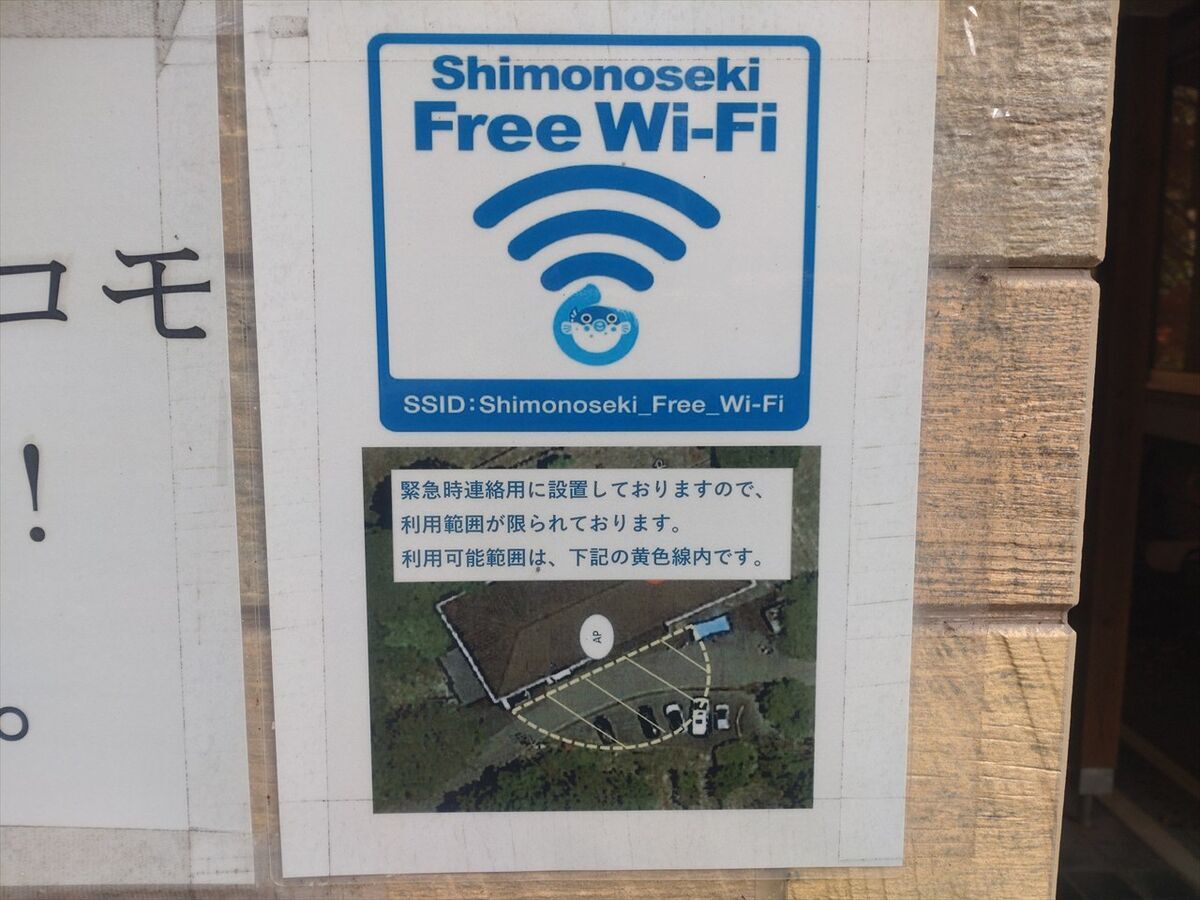 Shimonoseki
Free Wi-Fi
SSID:Shimonoseki_Free_Wi-Fi
緊急時連絡用に設置しておりますので、
利用範囲が限られております。
利用可能範囲は、下記の黄色線内です。
AP
コモ
！
。